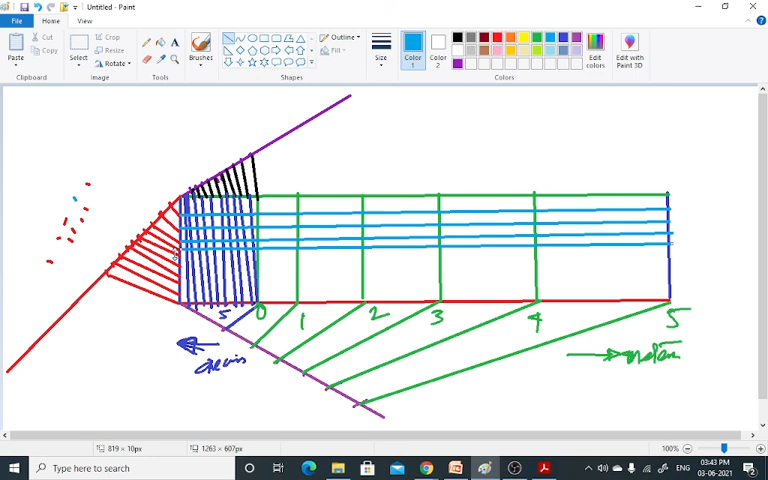 Untitled - Paint
File
Home
View
Paste
Cut
Copy
Clipboard
Select
Crop
Resize
Rotate
Image
Tools
Brushes
Shapes
Outline
Fill
Size
Color 1
Color 2
Colors
Edit colors
Edit with Paint 3D
5 0 1 2 3 4 5
819 × 10px
1263 × 607px
100%
Type here to search
ENG
03:43 PM
03-06-2021
2